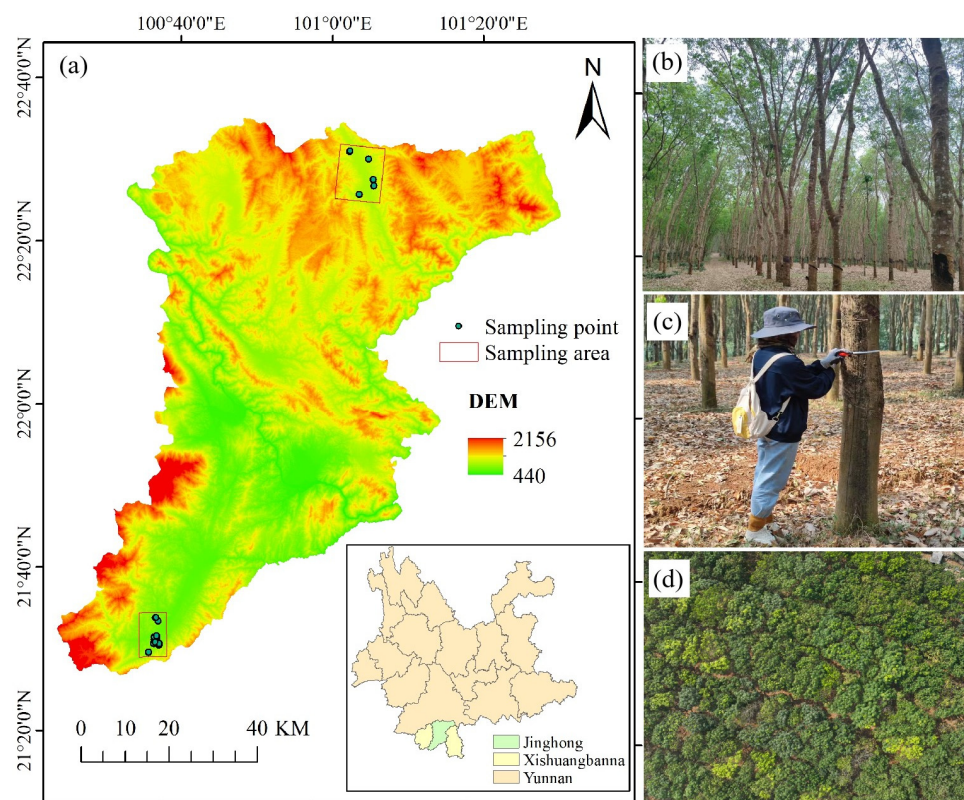 100°40'0"E 101°0'0"E 101°20'0"E
(a)
N
22°40'0"N
22°20'0"N
22°0'0"N
21°40'0"N
21°20'0"N
Sampling point
Sampling area
DEM
2156
440
0 10 20 40 KM
Jinghong
Xishuangbanna
Yunnan
(b)
(c)
(d)